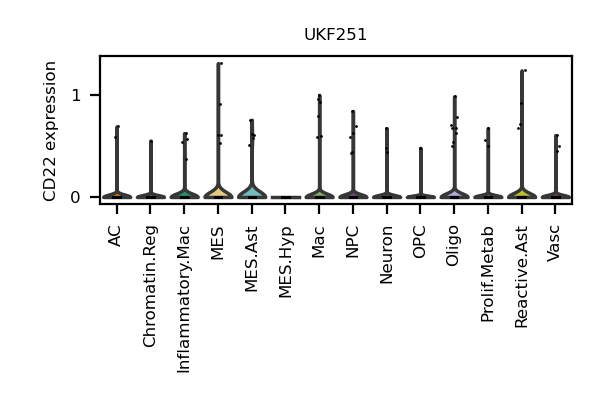 UKF251
CD22 expression
1
0
AC
Chromatin.Reg
Inflammatory.Mac
MES
MES.Ast
MES.Hyp
Mac
NPC
Neuron
OPC
Oligo
Prolif.Metab
Reactive.Ast
Vasc